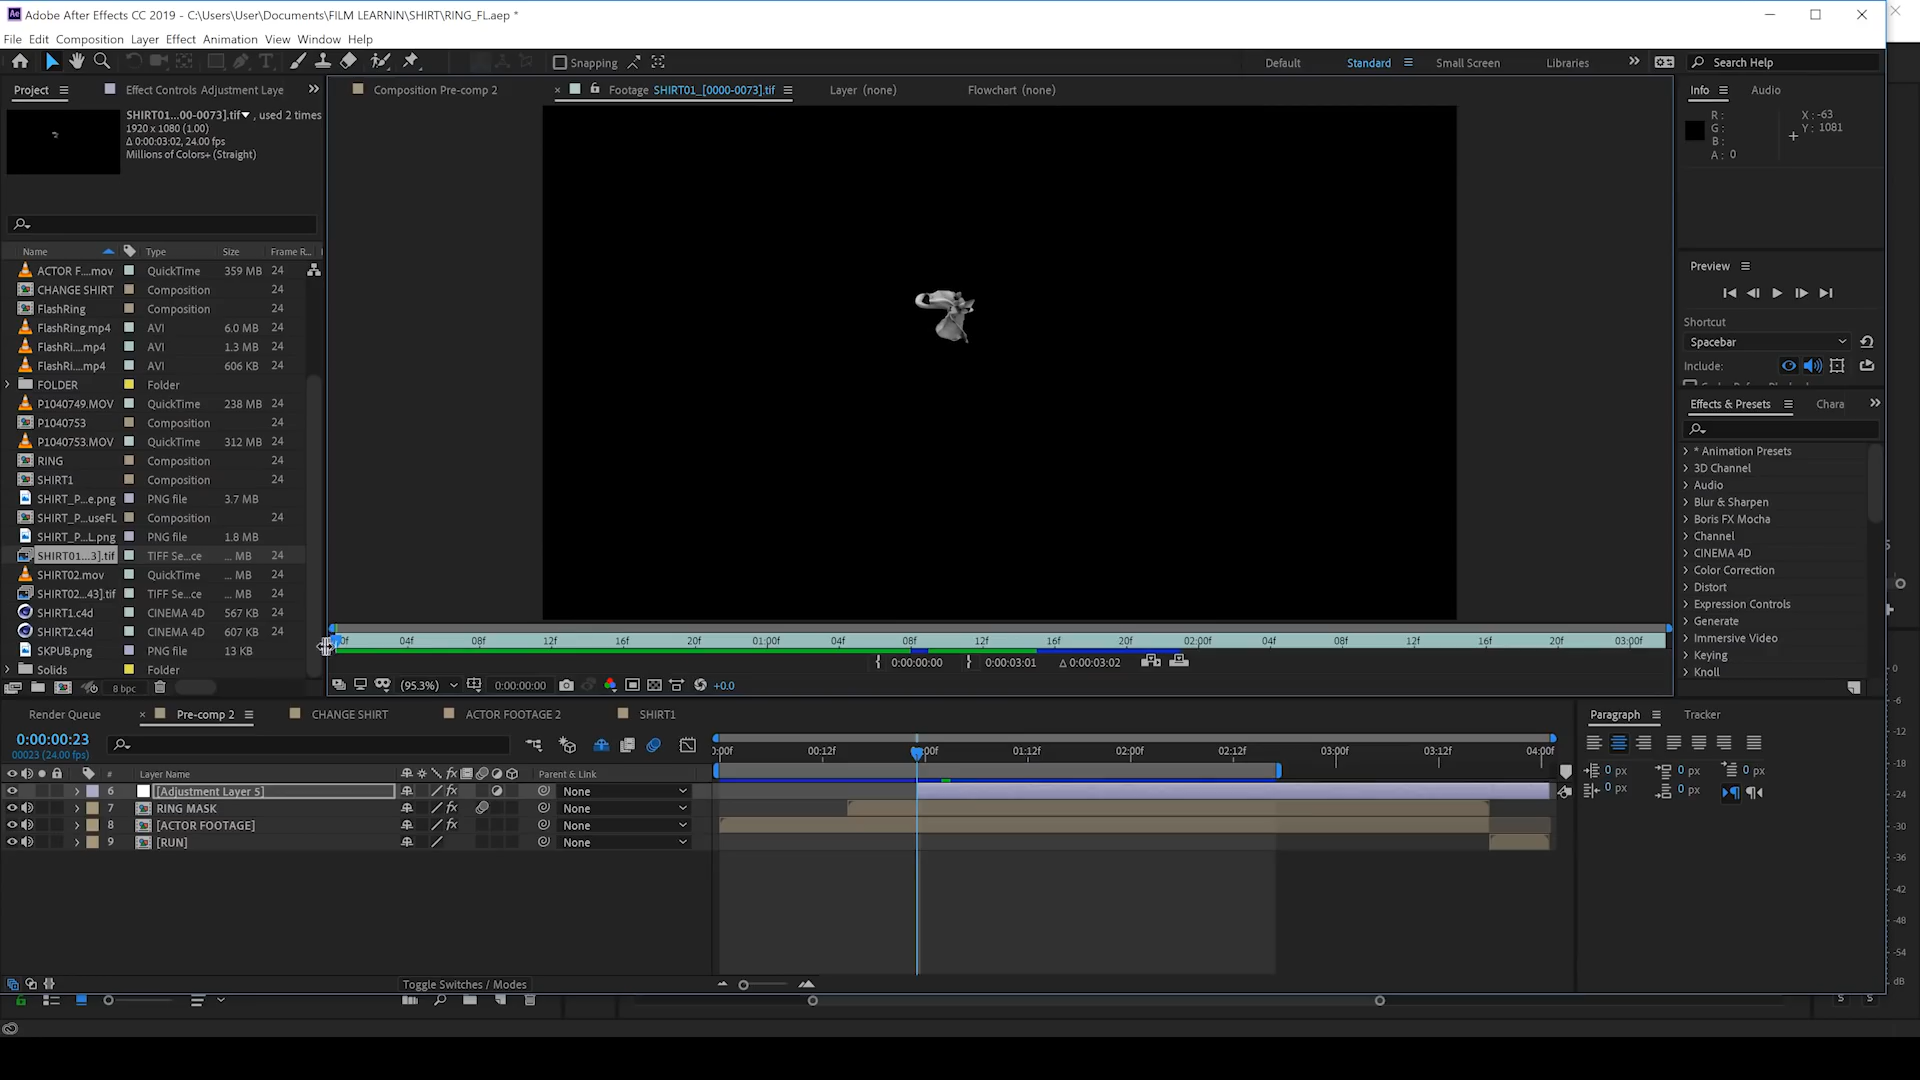 Adobe After Effects CC 2019 - C:\Users\User\Documents\FILM LEARNIN\SHIRT\RING_FL.aep *
File Edit Composition Layer Effect Animation View Window Help
Snapping
Default Standard Small Screen Libraries
Search Help
Project
Effect Controls Adjustment Laye
Composition Pre-comp 2
Footage SHIRT01_[0000-0073].tif
Layer (none)
Flowchart (none)
SHIRT01...00-0073].tif , used 2 times
1920 x 1080 (1.00)
Δ 0:00:03:02, 24.00 fps
Millions of Colors+ (Straight)
Name Type Size Frame R...
ACTOR F....mov QuickTime 359 MB 24
CHANGE SHIRT Composition 24
FlashRing Composition 24
FlashRing.mp4 AVI 6.0 MB 24
FlashRi....mp4 AVI 1.3 MB 24
FlashRi....mp4 AVI 606 KB 24
FOLDER Folder
P1040749.MOV QuickTime 238 MB 24
P1040753 Composition 24
P1040753.MOV QuickTime 312 MB 24
RING Composition 24
SHIRT1 Composition 24
SHIRT_P...e.png PNG file 3.7 MB
SHIRT_P...useFL Composition 24
SHIRT_P...L.png PNG file 1.8 MB
SHIRT01...3].tif TIFF Se...ce ... MB 24
SHIRT02.mov QuickTime ... MB 24
SHIRT02...43].tif TIFF Se...ce ... MB 24
SHIRT1.c4d CINEMA 4D 567 KB 24
SHIRT2.c4d CINEMA 4D 607 KB 24
SKPUB.png PNG file 13 KB
Solids Folder
8 bpc
04f 08f 12f 16f 20f 01:00f 04f 08f 12f 16f 20f 02:00f 04f 08f 12f 16f 20f 03:00f
{ 0:00:00:00 } 0:00:03:01 Δ 0:00:03:02
(95.3%) 0:00:00:00 +0.0
Info Audio
R:
G:
B:
A: 0
X: -63
Y: 1081
Preview
Shortcut
Spacebar
Include:
Effects & Presets Chara
* Animation Presets
3D Channel
Audio
Blur & Sharpen
Boris FX Mocha
Channel
CINEMA 4D
Color Correction
Distort
Expression Controls
Generate
Immersive Video
Keying
Knoll
Render Queue
Pre-comp 2
CHANGE SHIRT
ACTOR FOOTAGE 2
SHIRT1
0:00:00:23
00023 (24.00 fps)
:00f 00:12f 01:12f 02:00f 02:12f 03:00f 03:12f 04:00f
# Layer Name Parent & Link
6 [Adjustment Layer 5] fx None
7 RING MASK fx None
8 [ACTOR FOOTAGE] fx None
9 [RUN] None
Toggle Switches / Modes
Paragraph Tracker
0 px 0 px 0 px
0 px 0 px
0
-6
-12
-18
-24
-30
-36
-42
-48
-54
dB
S S